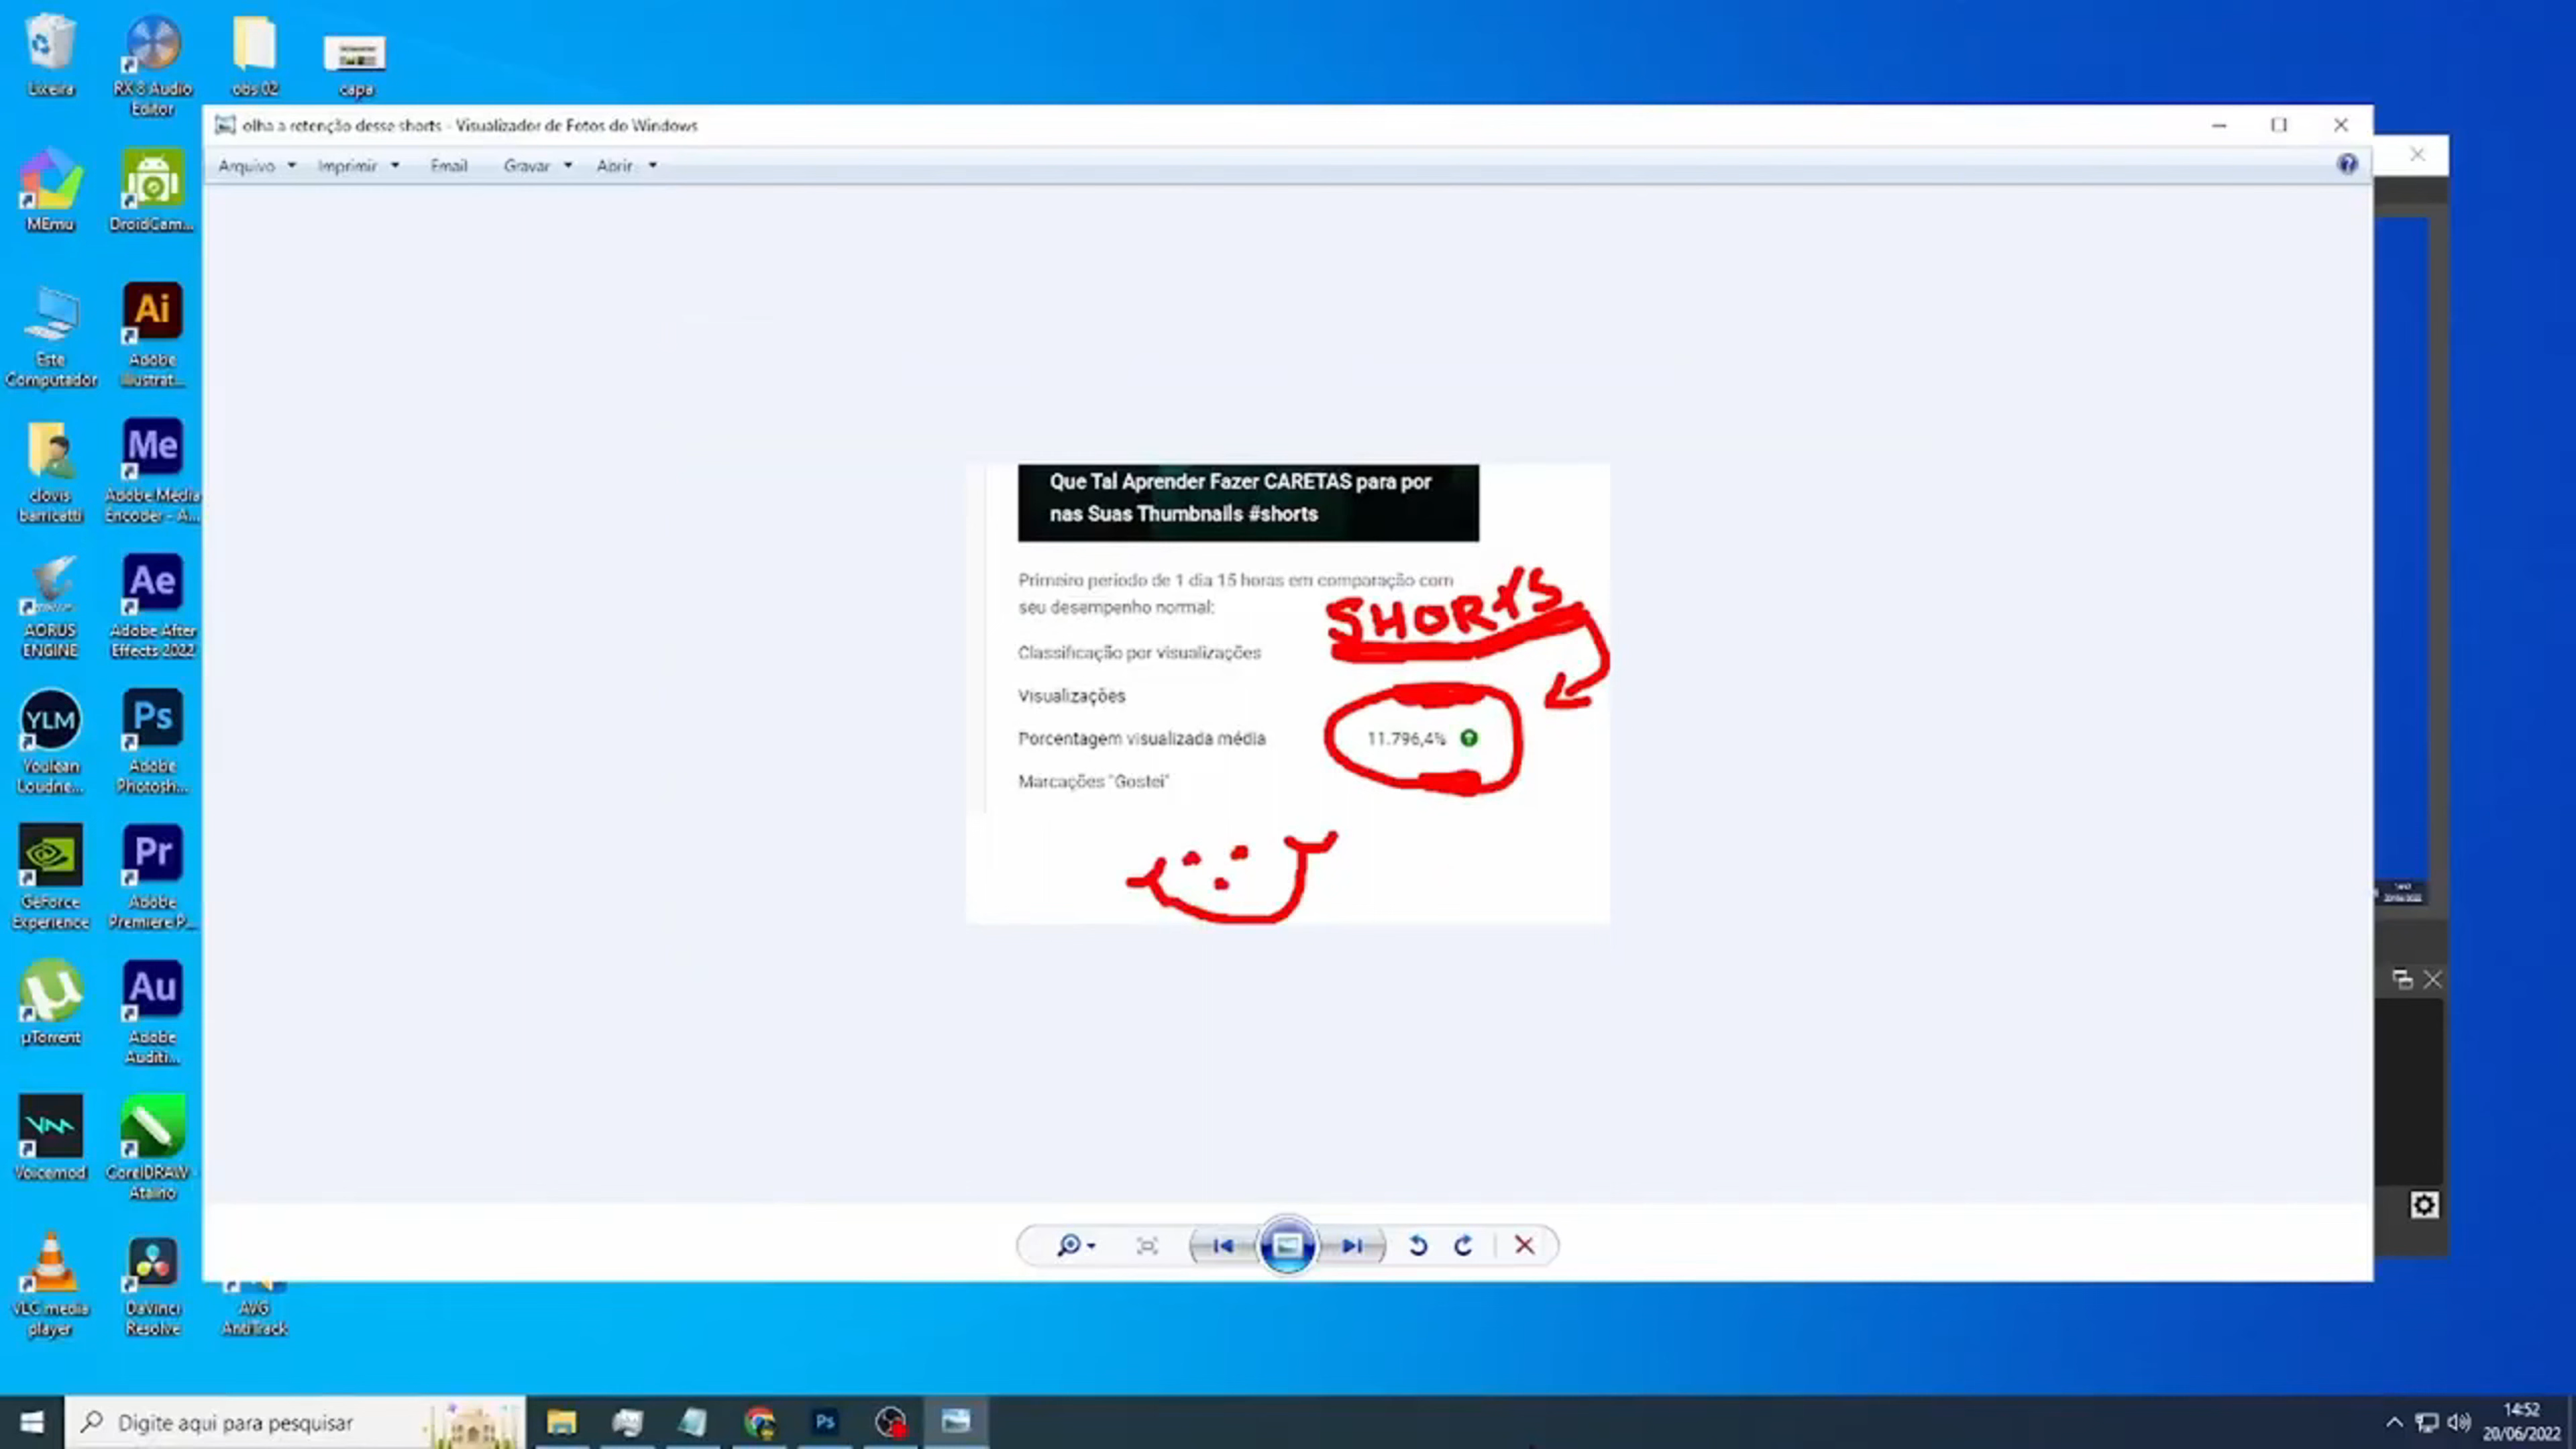 Lixeira
RX 8 Audio
Editor
obs 02
capa
olha a retenção desse shorts - Visualizador de Fotos do Windows
Arquivo
Imprimir
Email
Gravar
Abrir
MEmu
DroidCam...
Este
Computador
Ai
Adobe
Illustrat...
clovis
barricatti
Me
Adobe Media
Encoder - A...
AORUS
ENGINE
Ae
Adobe After
Effects 2022
YLM
Youlean
Loudne...
Ps
Adobe
Photosh...
GeForce
Experience
Pr
Adobe
Premiere P...
µTorrent
Au
Adobe
Auditi...
Voicemod
CorelDRAW -
Atalho
VLC media
player
DaVinci
Resolve
AVG
AntiTrack
Que Tal Aprender Fazer CARETAS para por
nas Suas Thumbnails #shorts
Primeiro período de 1 dia 15 horas em comparação com
seu desempenho normal:
SHORTS
Classificação por visualizações
Visualizações
Porcentagem visualizada média 11.796,4%
Marcações "Gostei"
Digite aqui para pesquisar
Ps
14:52
20/06/2022